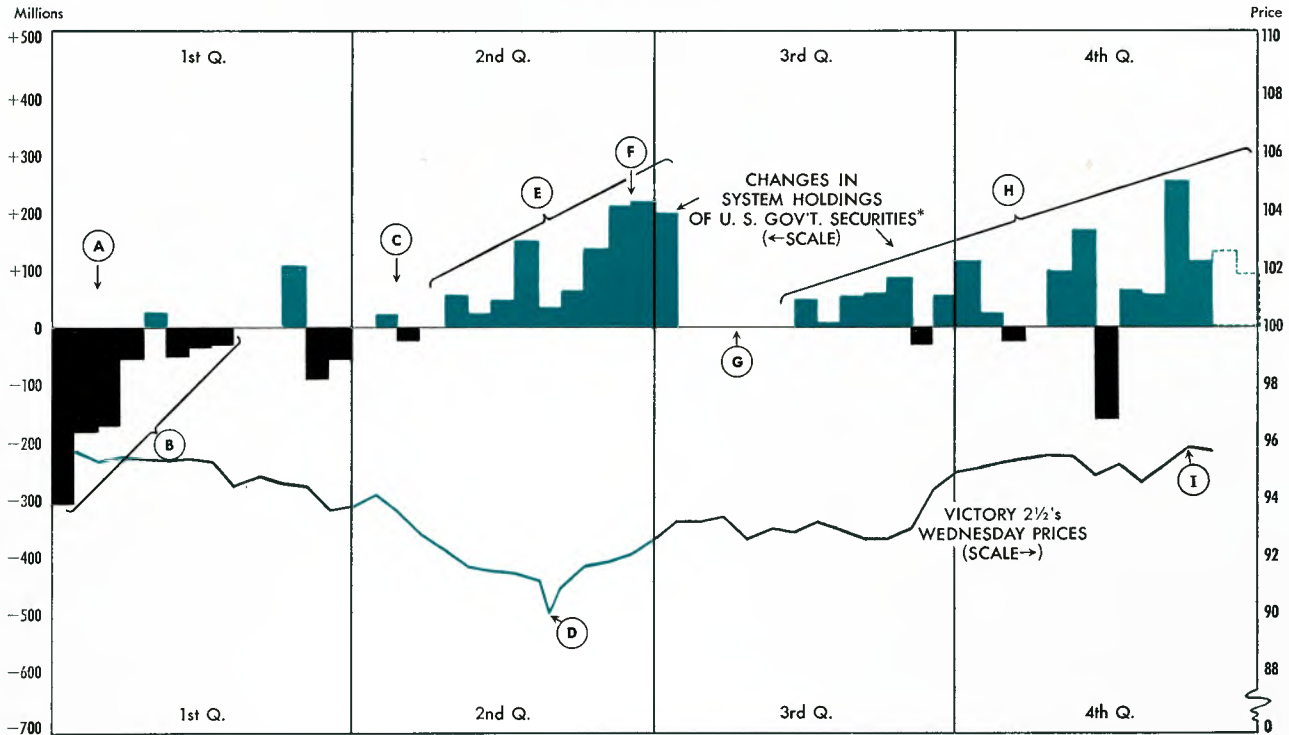 Millions
Price
1st Q.
2nd Q.
3rd Q.
4th Q.
+500
+400
+300
+200
+100
0
−100
−200
−300
−400
−500
−600
−700
110
108
106
104
102
100
98
96
94
92
90
88
0
A
B
C
D
E
F
G
H
I
CHANGES IN
SYSTEM HOLDINGS
OF U. S. GOV'T. SECURITIES*
(←SCALE)
VICTORY 2½'s
WEDNESDAY PRICES
(SCALE→)
1st Q.
2nd Q.
3rd Q.
4th Q.